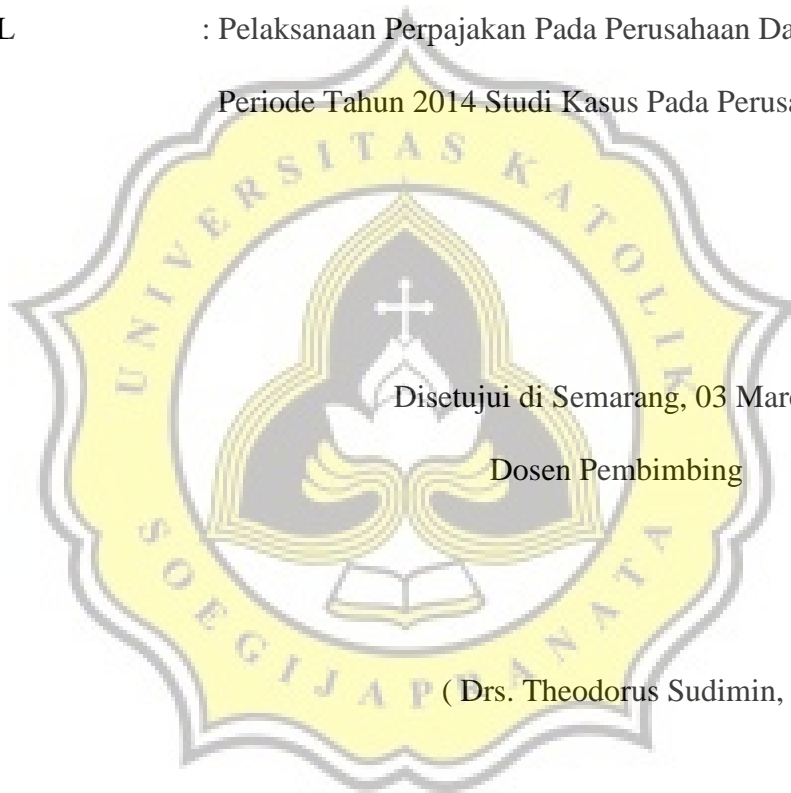 L : Pelaksanaan Perpajakan Pada Perusahaan Da
Periode Tahun 2014 Studi Kasus Pada Perusa
UNIVERSITAS KATOLIK
Disetujui di Semarang, 03 Mare
Dosen Pembimbing
SOEGIJAPRANATA
( Drs. Theodorus Sudimin,